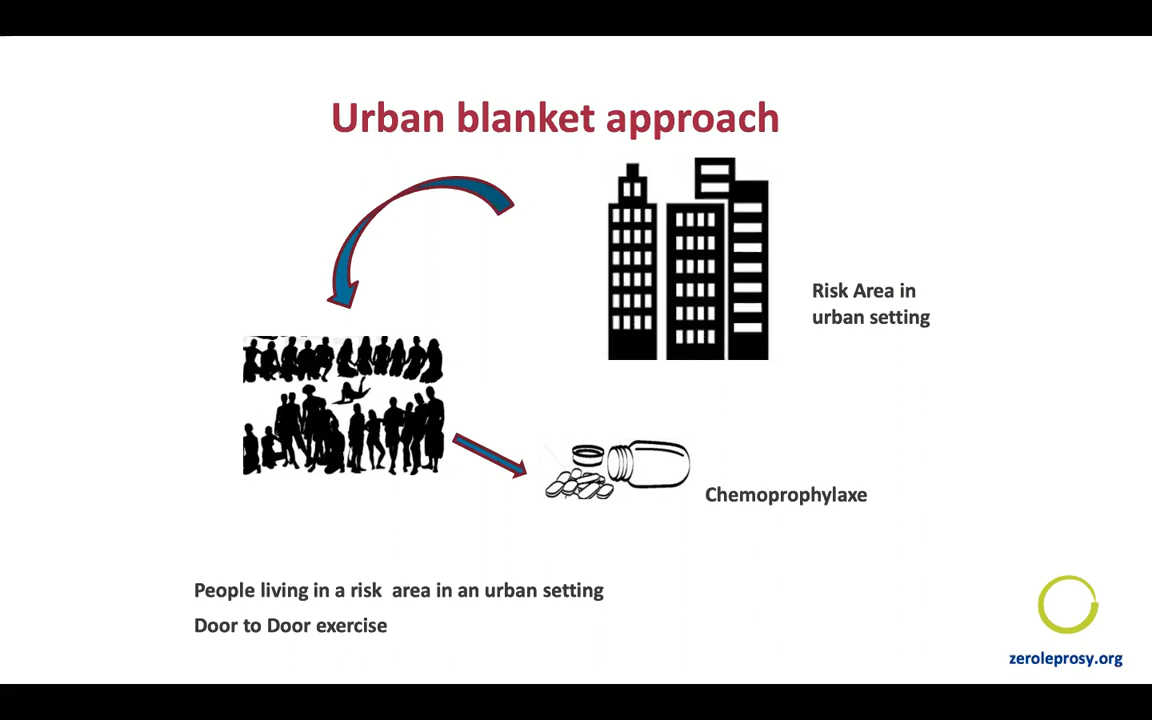 Urban blanket approach
Risk Area in
urban setting
Chemoprophylaxe
People living in a risk area in an urban setting
Door to Door exercise
zeroleprosy.org